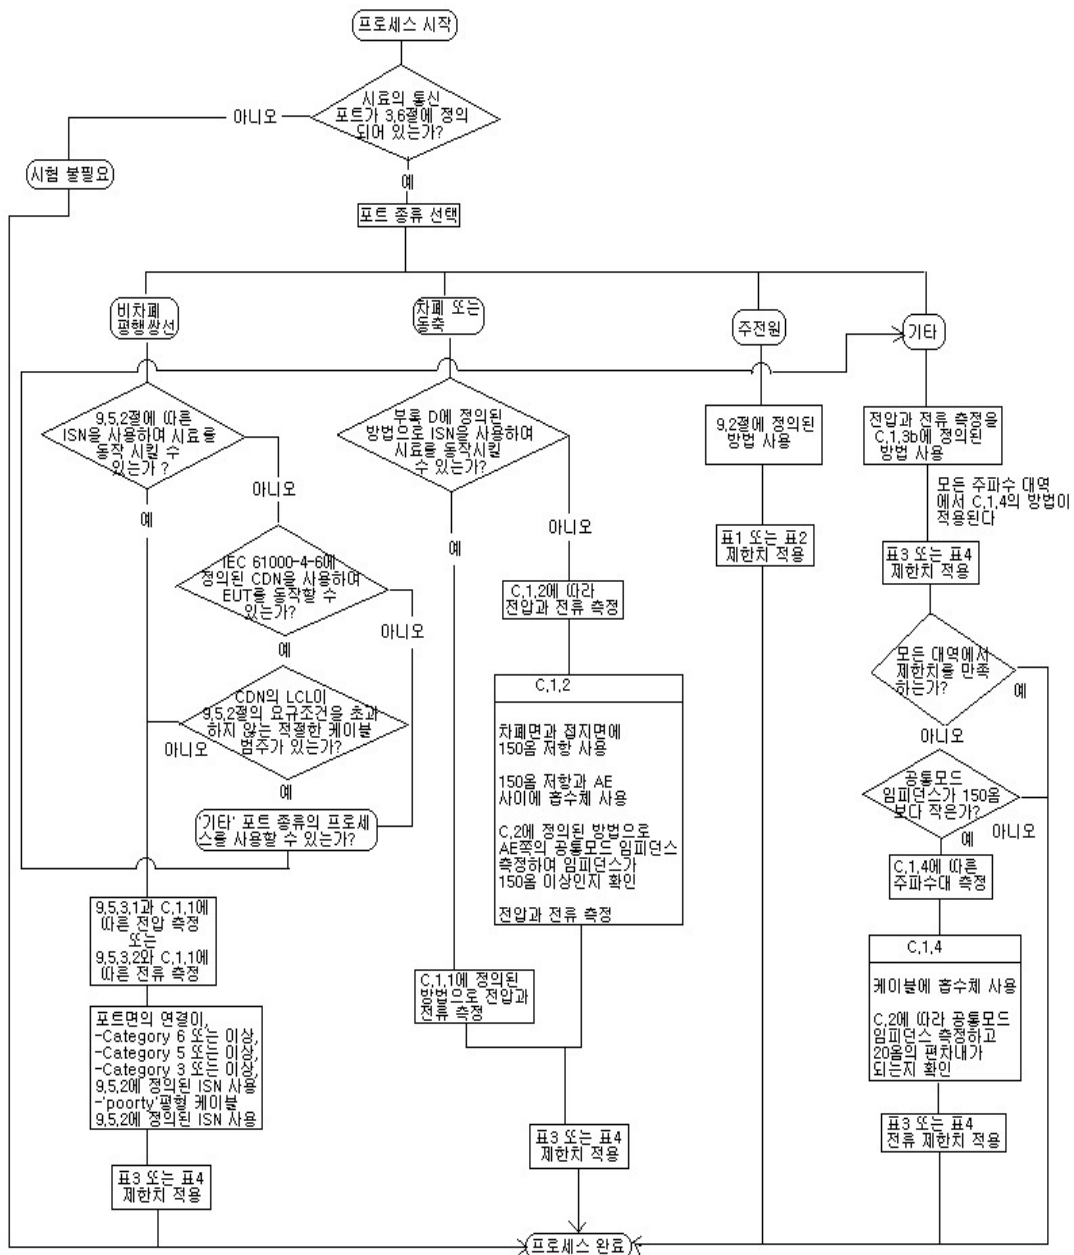 프로세스 시작
시료의 통신
포트가 3,6절에 정의
되어 있는가?
아니오
시험 불필요
예
포트 종류 선택
비차폐
평행쌍선
차폐 또는
동축
주전원
기타
9,5,2절에 따른
ISN을 사용하여 시료를
동작 시킬 수
있는가 ?
아니오
예
IEC 61000-4-6에
정의된 CDN을 사용하여
EUT를 동작할 수
있는가?
아니오
예
CDN의 LCL이
9,5,2절의 요규조건을 초과
하지 않는 적절한 케이블
범주가 있는가?
아니오
예
'기타' 포트 종류의 프로세
스를 사용할 수 있는가?
9,5,3,1과 C,1,1에
따른 전압 측정
또는
9,5,3,2와 C,1,1에
따른 전류 측정
포트면의 연결이,
-Category 6 또는 이상,
-Category 5 또는 이상,
-Category 3 또는 이상,
9,5,2에 정의된 ISN 사용
-'poorty'평형 케이블
9,5,2에 정의된 ISN 사용
표3 또는 표4
제한치 적용
부록 D에 정의된
방법으로 ISN을 사용하여
시료를 동작시킬
수 있는가?
예
아니오
C,1,2에 따라
전압과 전류 측정
C,1,2
차폐면과 접지면에
150옴 저항 사용
150옴 저항과 AE
사이에 흡수체 사용
C,2에 정의된 방법으로
AE쪽의 공통모드 임피던스
측정하여 임피던스가
150옴 이상인지 확인
전압과 전류 측정
C,1,1에 정의된
방법으로 전압과
전류 측정
표3 또는 표4
제한치 적용
9,2절에 정의된
방법 사용
표1 또는 표2
제한치 적용
전압과 전류 측정을
C,1,3b에 정의된
방법 사용
모든 주파수 대역
에서 C,1,4의 방법이
적용된다
표3 또는 표4
제한치 적용
모든 대역에서
제한치를 만족
하는가?
예
아니오
공통모드
임피던스가 150옴
보다 작은가?
아니오
예
C,1,4에 따른
주파수대 측정
C,1,4
케이블에 흡수체 사용
C,2에 따라 공통모드
임피던스 측정하고
20옴의 편차내가
되는지 확인
표3 또는 표4
전류 제한치 적용
프로세스 완료